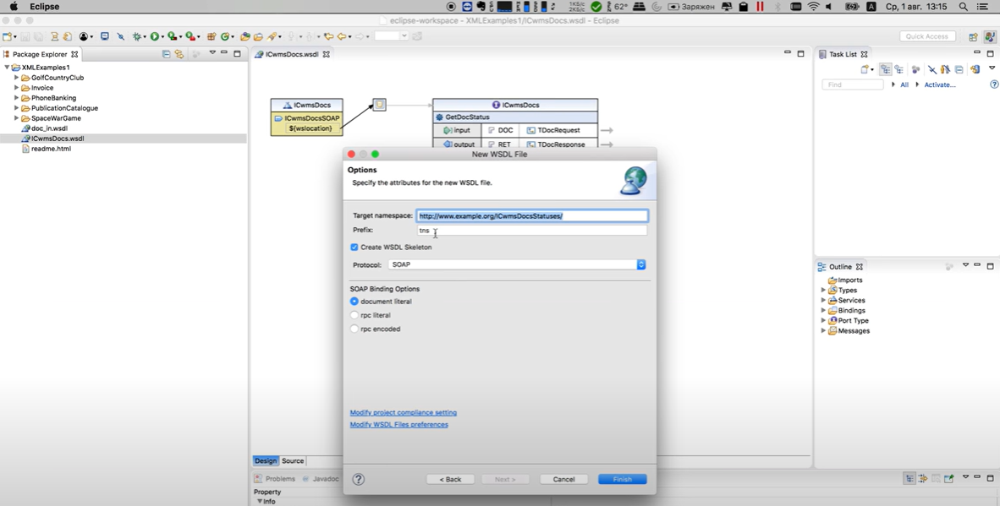 Eclipse
1K5/c
2K5/c
62°
Заряжен
A
Ср, 1 авг. 13:15
eclipse-workspace - XMLExamples1/ICwmsDocs.wsdl - Eclipse
Quick Access
Package Explorer
XMLExamples1
GolfCountryClub
Invoice
PhoneBanking
PublicationCatalogue
SpaceWarGame
doc_in.wsdl
ICwmsDocs.wsdl
readme.html
ICwmsDocs.wsdl
ICwmsDocs
ICwmsDocsSOAP
${wslocation}
ICwmsDocs
GetDocStatus
input DOC TDocRequest
output RET TDocResponse
New WSDL File
Options
Specify the attributes for the new WSDL file.
Target namespace: http://www.example.org/ICwmsDocsStatuses/
Prefix: tns
Create WSDL Skeleton
Protocol: SOAP
SOAP Binding Options
document literal
rpc literal
rpc encoded
Modify project compliance setting
Modify WSDL Files preferences
? < Back Next > Cancel Finish
Design Source
Problems Javadoc
Property
Info
Task List
Find All Activate... ?
Outline
Imports
Types
Services
Bindings
Port Type
Messages